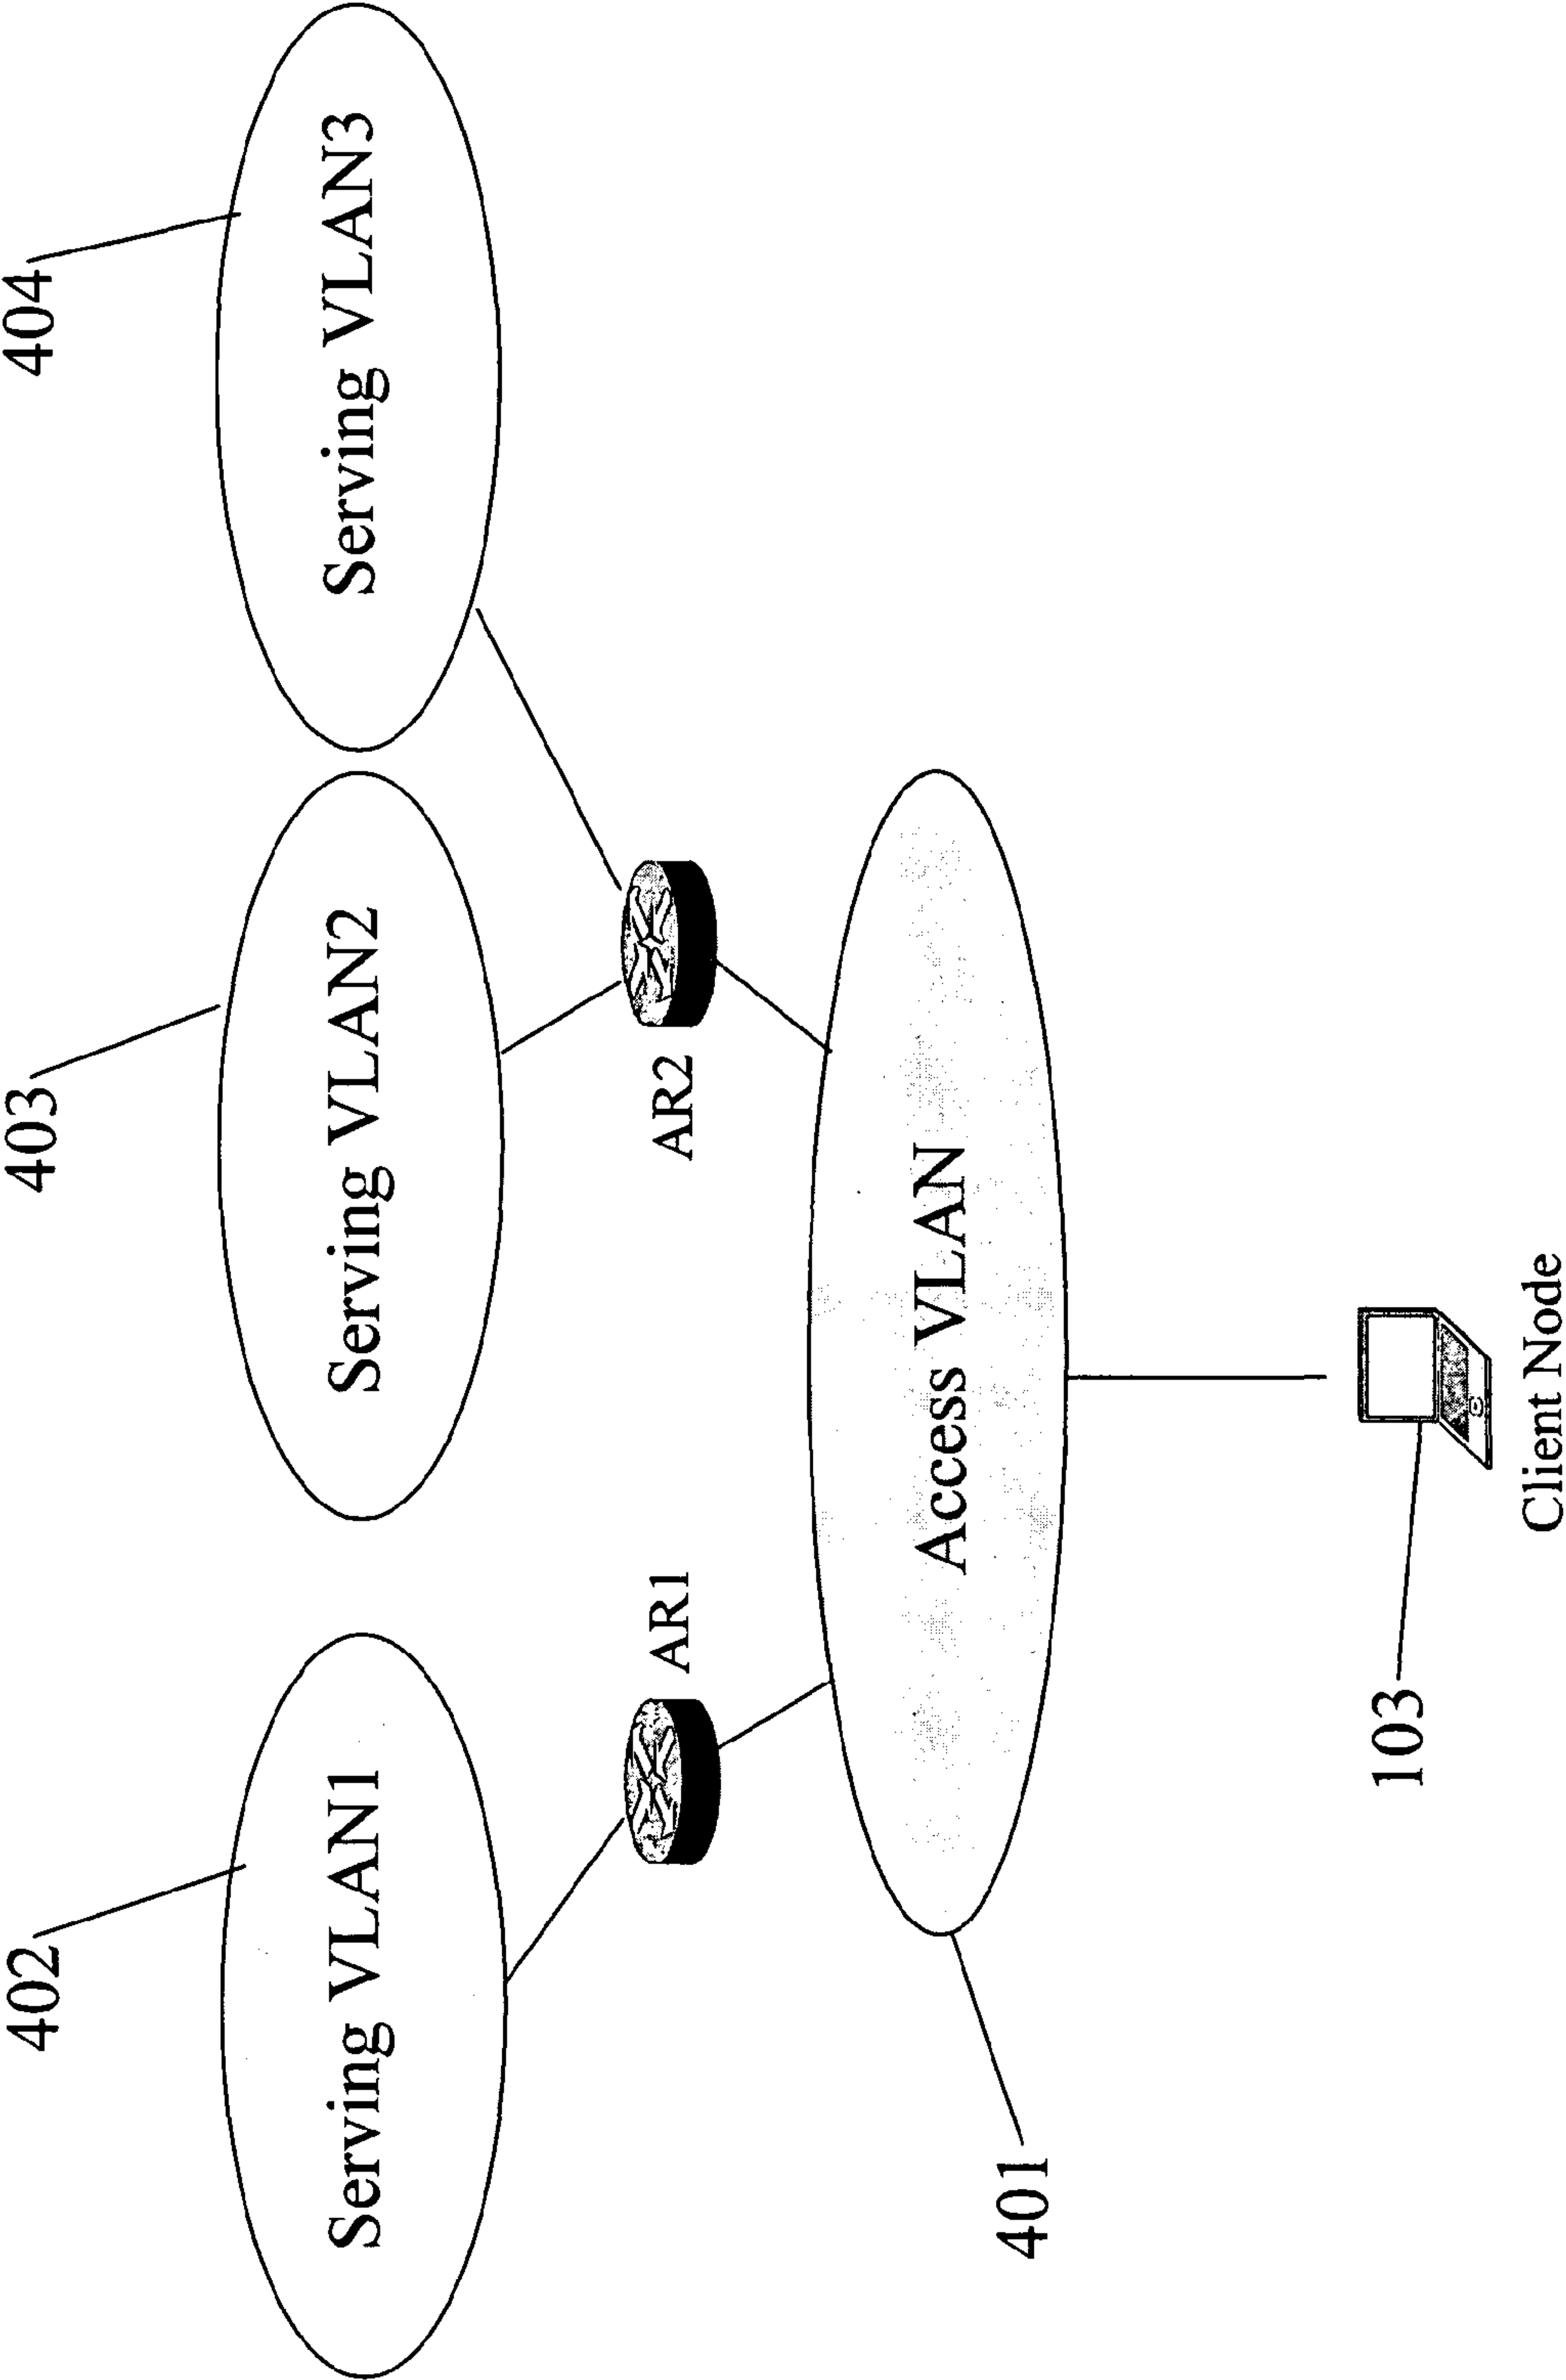 402
403
404
Serving VLAN1
Serving VLAN2
Serving VLAN3
AR1
AR2
Access VLAN
401
103
Client Node